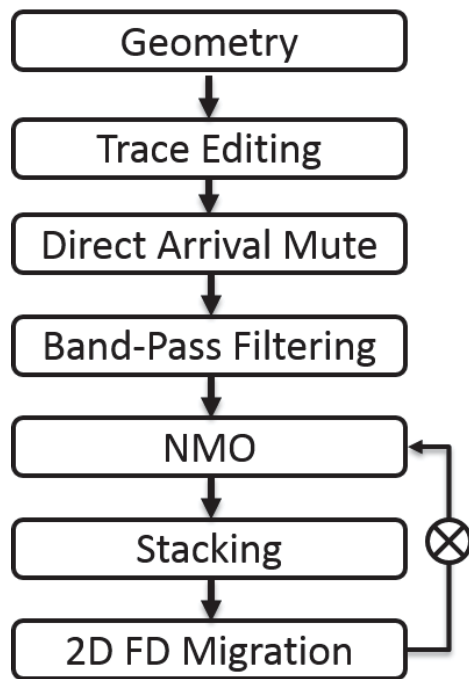 Geometry
Trace Editing
Direct Arrival Mute
Band-Pass Filtering
NMO
Stacking
2D FD Migration